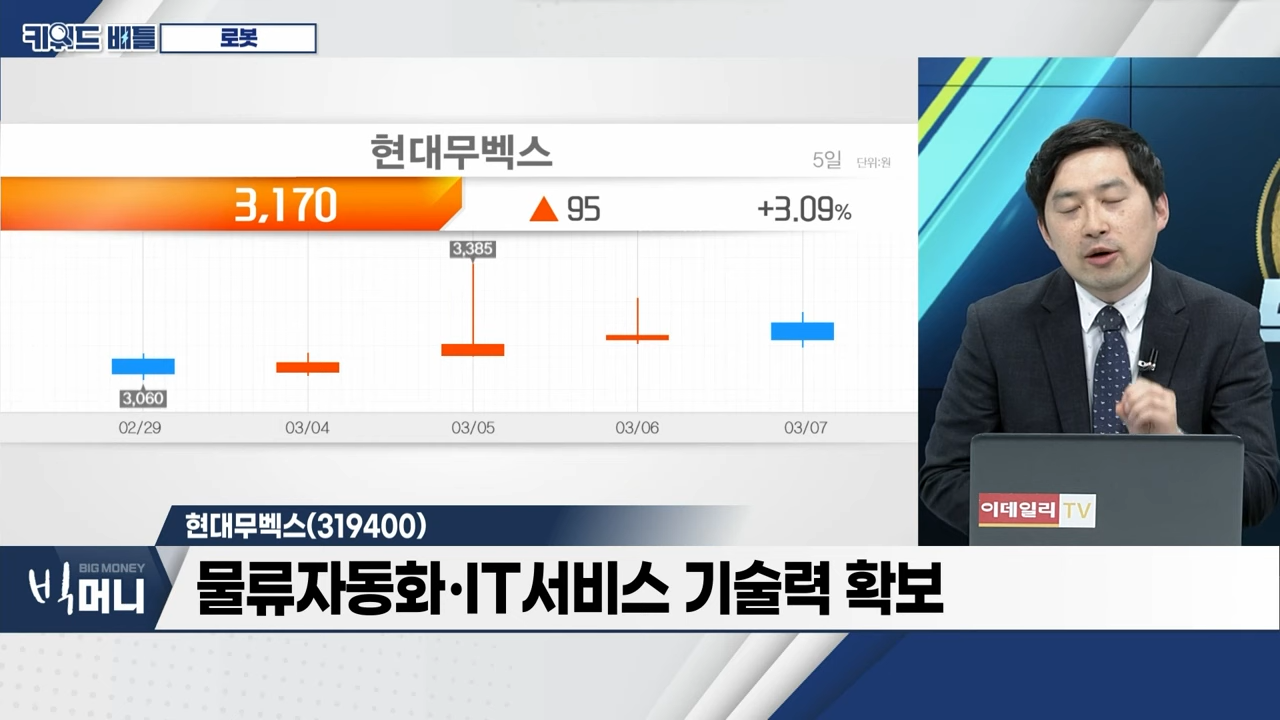 키워드 배틀
로봇
현대무벡스
5일 단위:원
3,170 ▲ 95 +3.09%
3,385
3,060
02/29 03/04 03/05 03/06 03/07
이데일리 TV
현대무벡스(319400)
BIG MONEY
빅머니
물류자동화·IT서비스 기술력 확보